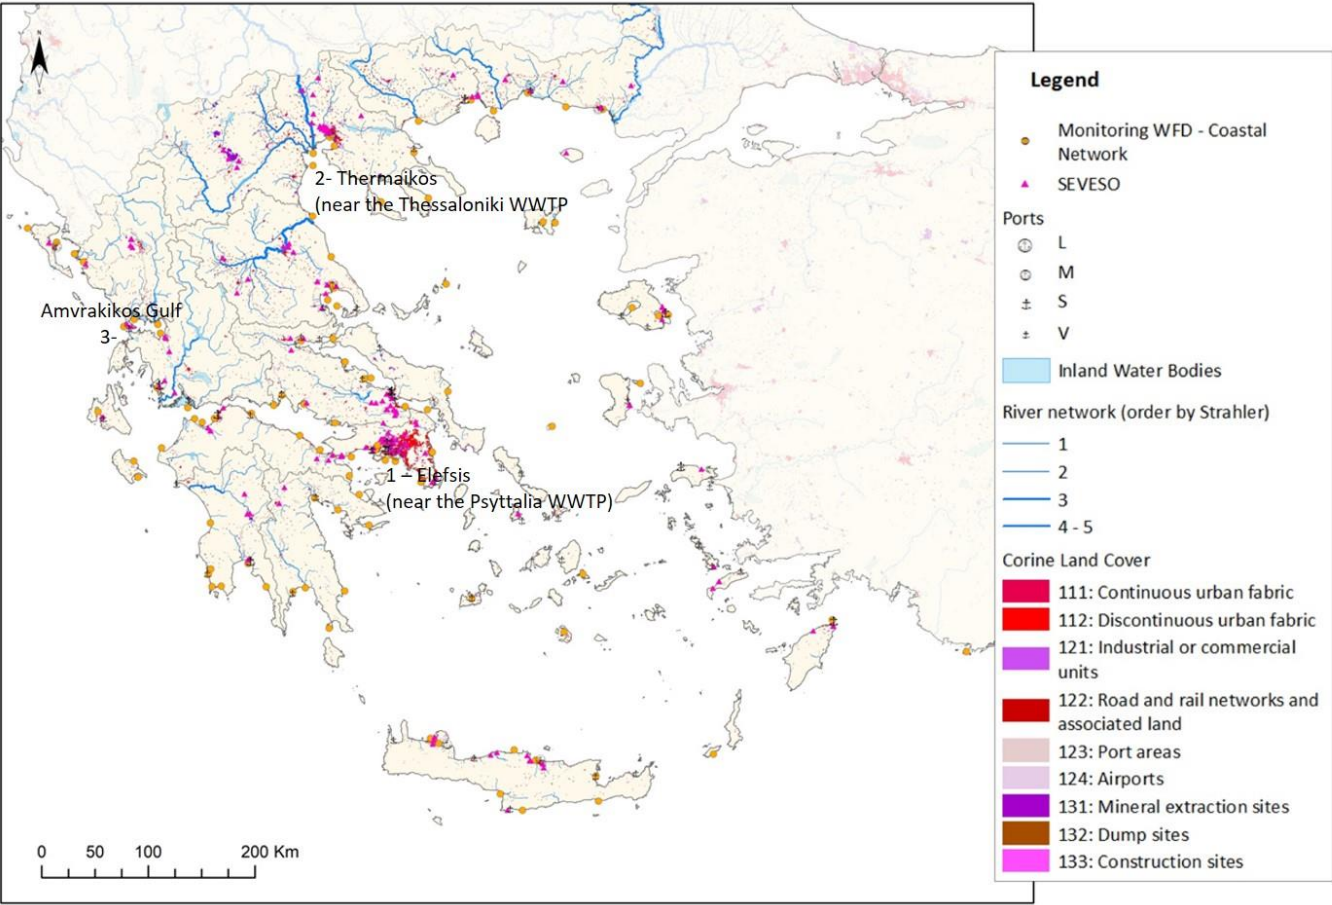 2- Thermaikos
(near the Thessaloniki WWTP
Amvrakikos Gulf
3-
1 – Elefsis
(near the Psyttalia WWTP)
0 50 100 200 Km
Legend
Monitoring WFD - Coastal
Network
SEVESO
Ports
L
M
S
V
Inland Water Bodies
River network (order by Strahler)
1
2
3
4 - 5
Corine Land Cover
111: Continuous urban fabric
112: Discontinuous urban fabric
121: Industrial or commercial
units
122: Road and rail networks and
associated land
123: Port areas
124: Airports
131: Mineral extraction sites
132: Dump sites
133: Construction sites